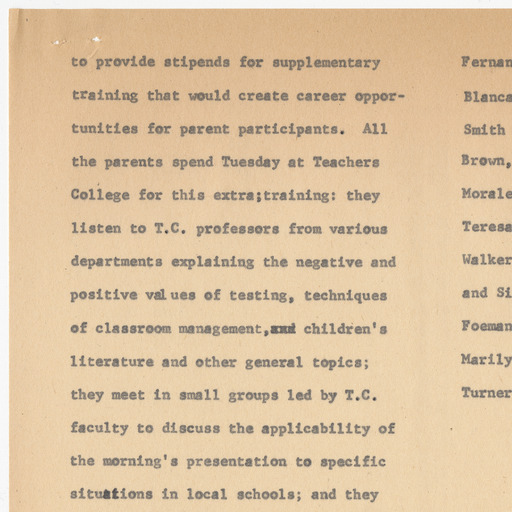 to provide stipends for supplementary
training that would create career oppor-
tunities for parent participants.  All
the parents spend Tuesday at Teachers
College for this extra;training: they
listen to T.C. professors from various
departments explaining the negative and
positive values of testing, techniques
of classroom management, children's
literature and other general topics;
they meet in small groups led by T.C.
faculty to discuss the applicability of
the morning's presentation to specific
situations in local schools; and they
Fernan
Blanca
Smith
Brown,
Morale
Teresa
Walker
and Si
Foeman
Marily
Turner